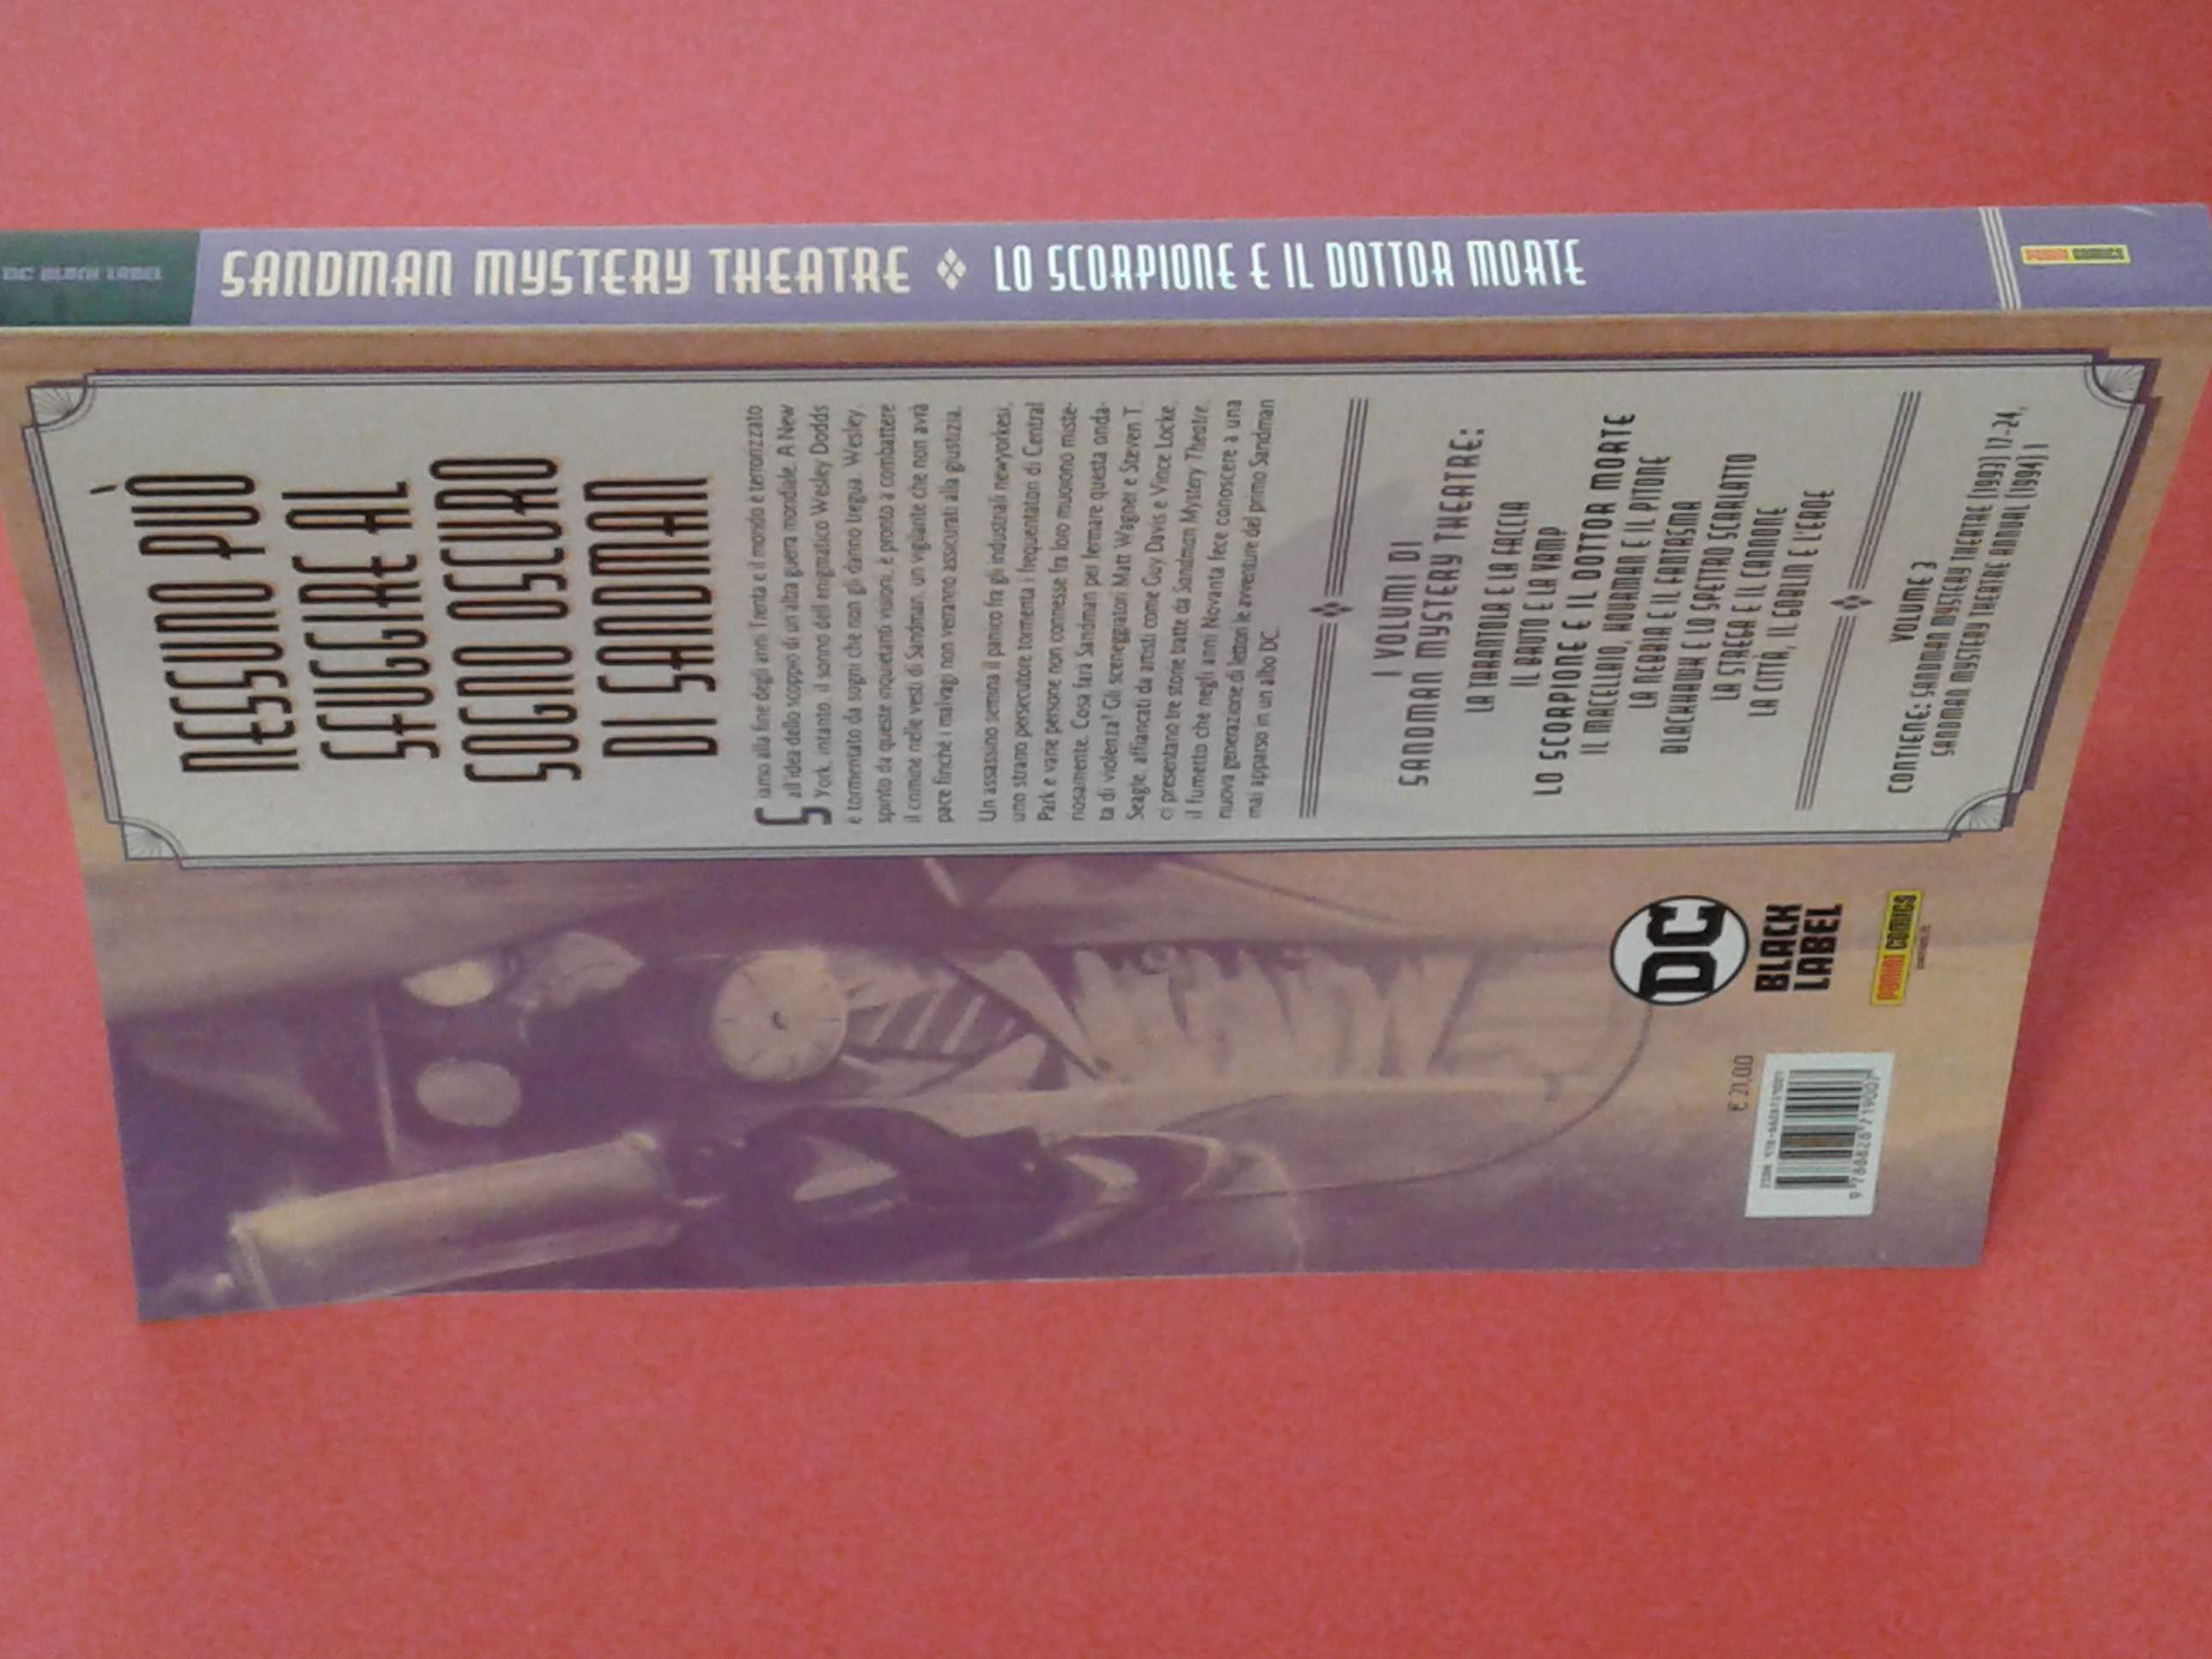 DC BLACK LABEL
SANDMAN MYSTERY THEATRE LO SCORPIONE E IL DOTTOR MORTE
PANINI COMICS
NESSUNO PUÒ
SFUGGIRE AL
SOGNO OSCURO
DI SANDMAN
Siamo alla fine degli anni Trenta e il mondo è terrorizzato
all'idea dello scoppio di un'altra guerra mondiale. A New
York, intanto, il sonno dell'enigmatico Wesley Dodds
è tormentato da sogni che non gli danno tregua. Wesley,
spinto da queste inquietanti visioni, è pronto a combattere
il crimine nelle vesti di Sandman, un vigilante che non avrà
pace finché i malvagi non verranno assicurati alla giustizia.
Un assassino semina il panico fra gli industriali newyorkesi,
uno strano persecutore tormenta i frequentatori di Central
Park e varie persone non connesse fra loro muoiono miste-
riosamente. Cosa farà Sandman per fermare questa onda-
ta di violenza? Gli sceneggiatori Matt Wagner e Steven T.
Seagle, affiancati da artisti come Guy Davis e Vince Locke,
ci presentano tre storie tratte da Sandman Mystery Theatre,
il fumetto che negli anni Novanta fece conoscere a una
nuova generazione di lettori le avventure del primo Sandman
mai apparso in un albo DC.
I VOLUMI DI
SANDMAN MYSTERY THEATRE:
LA TARANTOLA E LA FACCIA
IL BRUTO E LA VAMP
LO SCORPIONE E IL DOTTOR MORTE
IL MACELLAIO, HOURMAN E IL PITONE
LA NEBBIA E IL FANTASMA
BLACKHAWK E LO SPETTRO SCARLATTO
LA STREGA E IL CANNONE
LA CITTÀ, IL GOBLIN E L'EROE
VOLUME 3
CONTIENE: SANDMAN MYSTERY THEATRE (1993) 17-24,
SANDMAN MYSTERY THEATRE ANNUAL (1994) 1
DC
BLACK
LABEL
PANINI COMICS
panini.it
€ 21,00
9 788828 719007